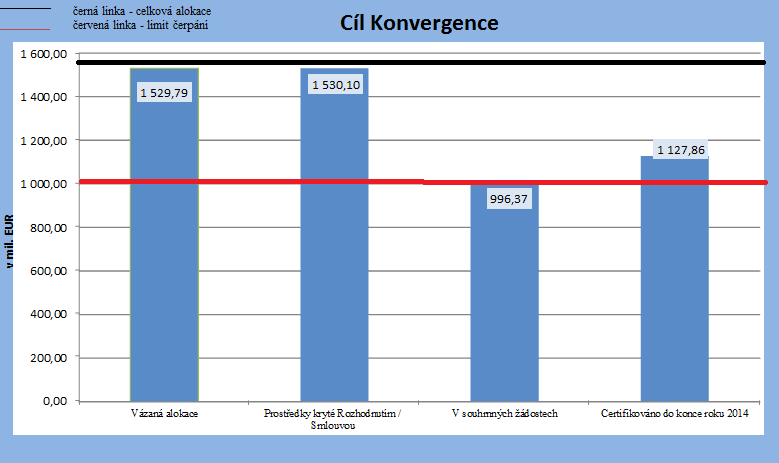 černá linka - celková alokace
červená linka - limit čerpání
Cíl Konvergence
v mil. EUR
1 600,00
1 400,00
1 200,00
1 000,00
800,00
600,00
400,00
200,00
0,00
1 529,79
1 530,10
996,37
1 127,86
Vázaná alokace
Prostředky kryté Rozhodnutím /
Smlouvou
V souhrnných žádostech
Certifikováno do konce roku 2014